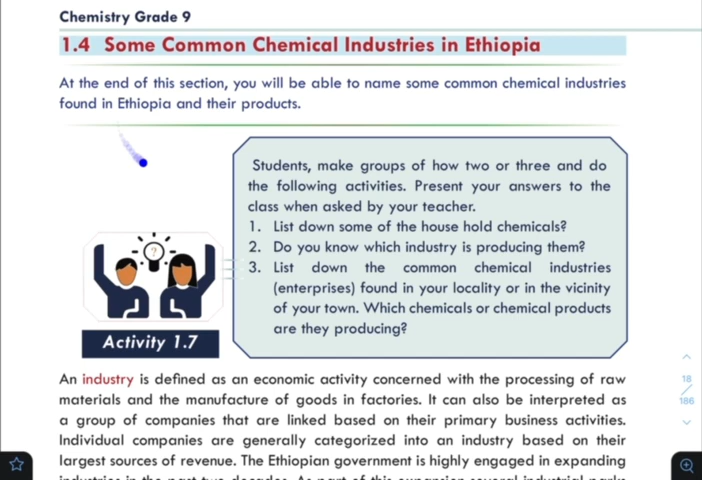 Chemistry Grade 9
1.4 Some Common Chemical Industries in Ethiopia
At the end of this section, you will be able to name some common chemical industries
found in Ethiopia and their products.
Students, make groups of how two or three and do
the following activities. Present your answers to the
class when asked by your teacher.
1. List down some of the house hold chemicals?
2. Do you know which industry is producing them?
3. List down the common chemical industries
(enterprises) found in your locality or in the vicinity
of your town. Which chemicals or chemical products
are they producing?
?
Activity 1.7
An industry is defined as an economic activity concerned with the processing of raw
materials and the manufacture of goods in factories. It can also be interpreted as
a group of companies that are linked based on their primary business activities.
Individual companies are generally categorized into an industry based on their
largest sources of revenue. The Ethiopian government is highly engaged in expanding
18
186